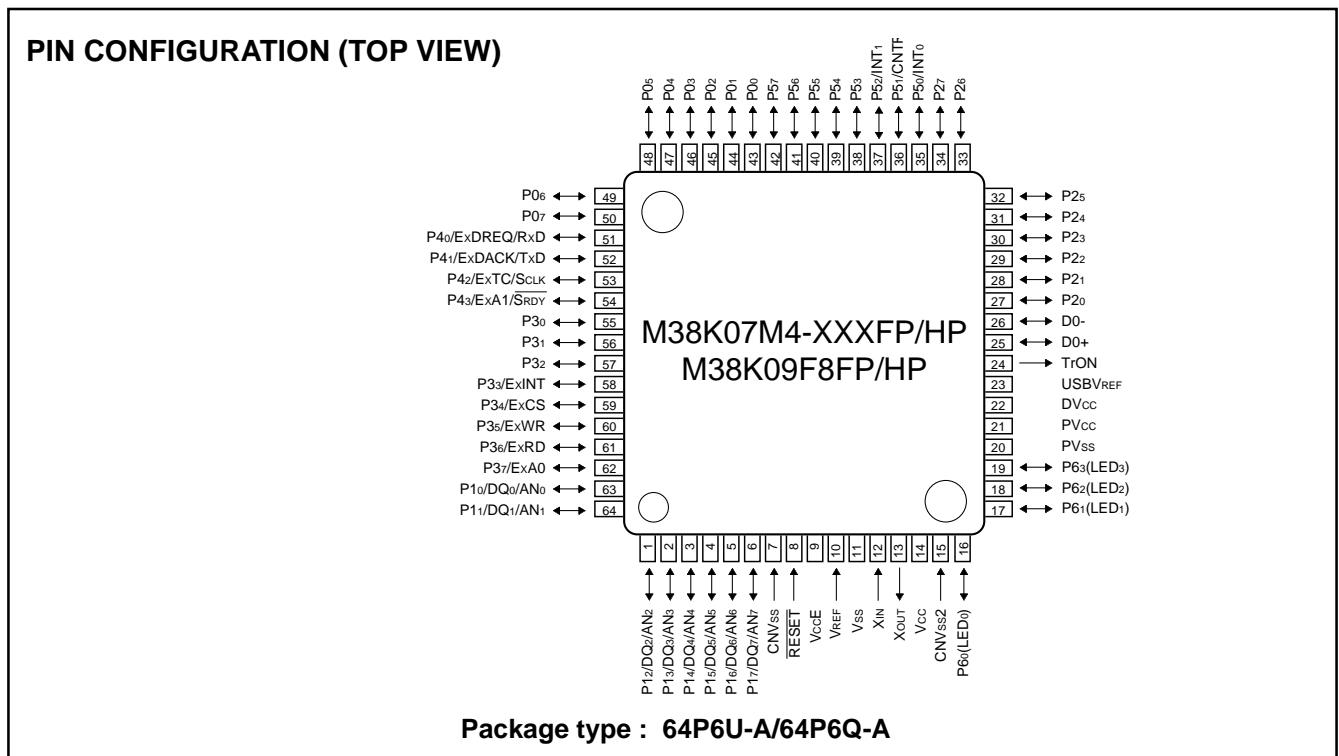 PIN CONFIGURATION (TOP VIEW)
P05
P04
P03
P02
P01
P00
P57
P56
P55
P54
P53
P52/INT1
P51/CNTR
P50/INT0
P27
P26
48
47
46
45
44
43
42
41
40
39
38
37
36
35
34
33
P06 49
P07 50
P40/EXDREQ/RXD 51
P41/EXDACK/TXD 52
P42/EXTC/SCLK 53
P43/EXA1/SRDY 54
P30 55
P31 56
P32 57
P33/EXINT 58
P34/EXCS 59
P35/EXWR 60
P36/EXRD 61
P37/EXA0 62
P10/DQ0/AN0 63
P11/DQ1/AN1 64
M38K07M4-XXXFP/HP
M38K09F8FP/HP
32 P25
31 P24
30 P23
29 P22
28 P21
27 P20
26 D0-
25 D0+
24 TrON
23 USBVREF
22 DVCC
21 PVCC
20 PVSS
19 P63(LED3)
18 P62(LED2)
17 P61(LED1)
1
2
3
4
5
6
7
8
9
10
11
12
13
14
15
16
P12/DQ2/AN2
P13/DQ3/AN3
P14/DQ4/AN4
P15/DQ5/AN5
P16/DQ6/AN6
P17/DQ7/AN7
CNVSS
RESET
VCCE
VREF
VSS
XIN
XOUT
VCC
CNVSS2
P60(LED0)
Package type : 64P6U-A/64P6Q-A